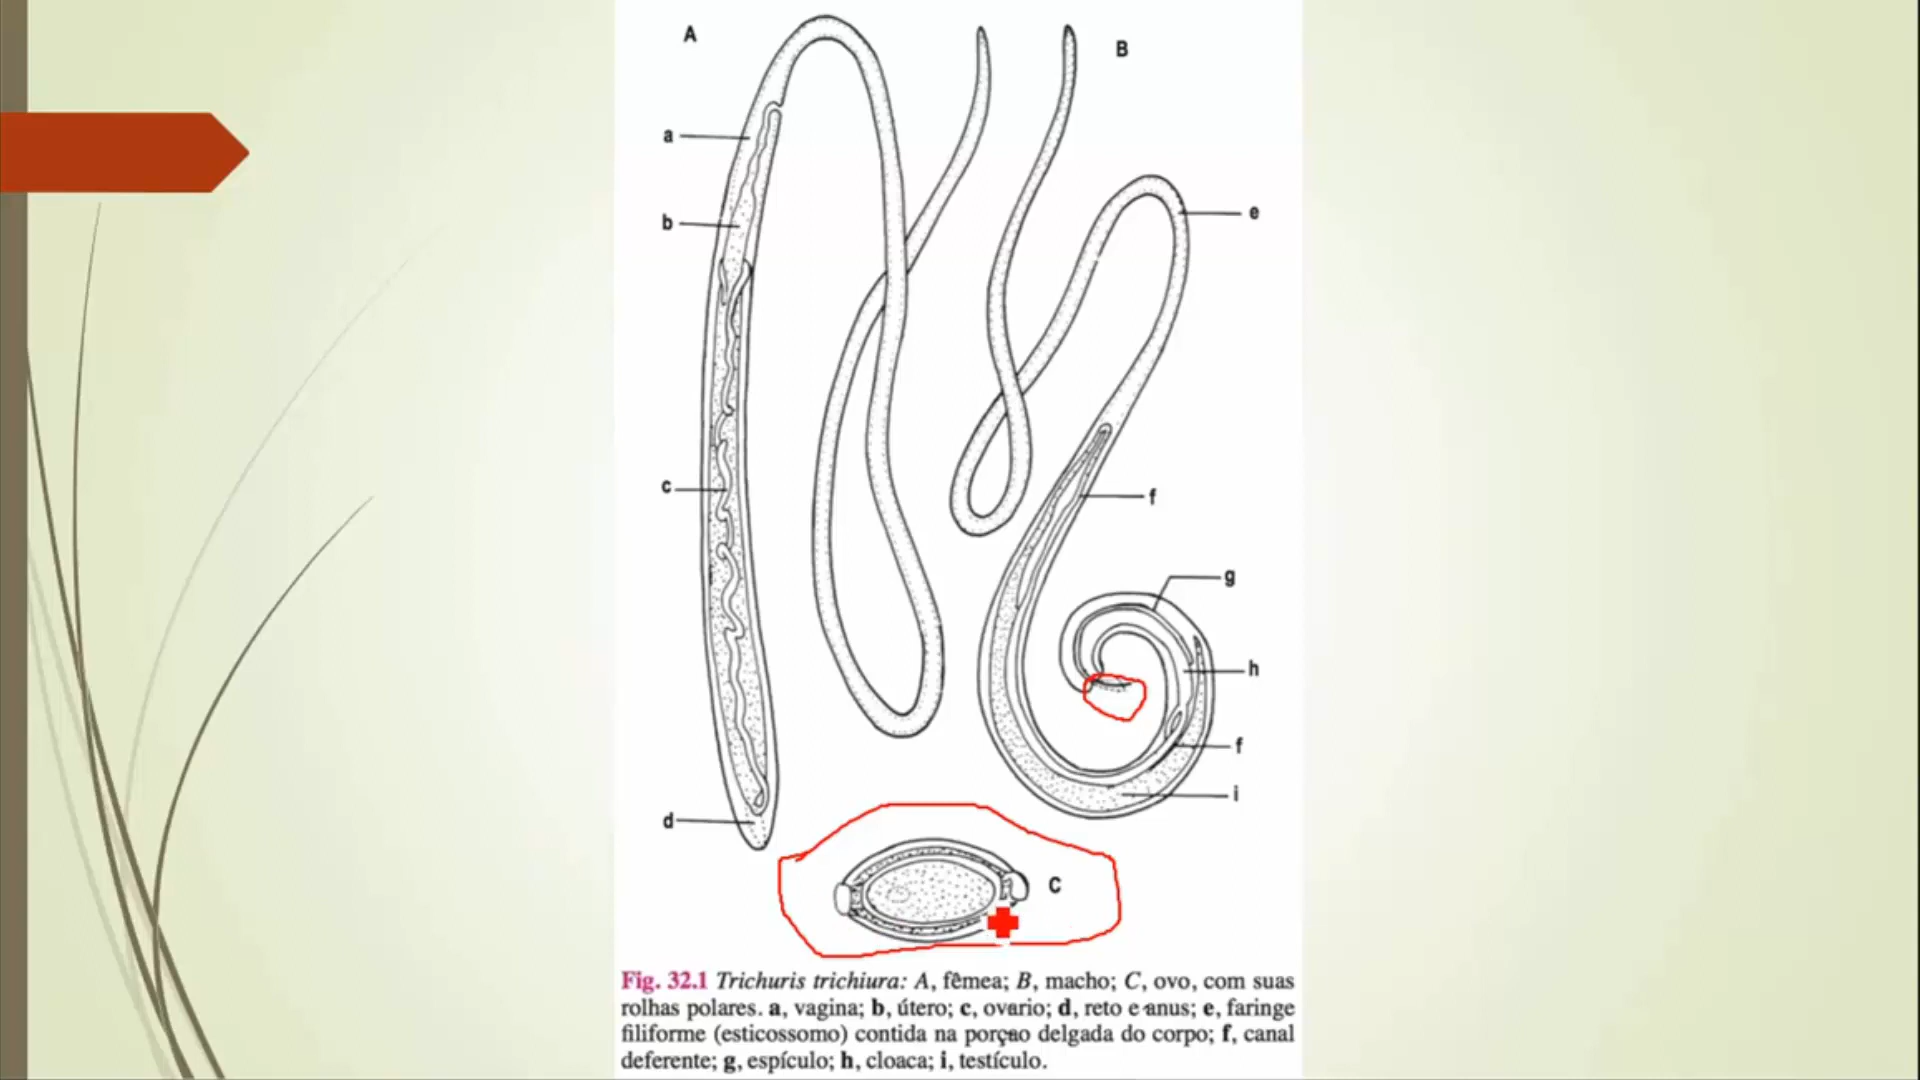 A
B
a
b
e
c
f
g
h
f
i
d
C
Fig. 32.1 Trichuris trichiura: A, fêmea; B, macho; C, ovo, com suas
rolhas polares. a, vagina; b, útero; c, ovario; d, reto e anus; e, faringe
filiforme (esticossomo) contida na porçao delgada do corpo; f, canal
deferente; g, espículo; h, cloaca; i, testículo.